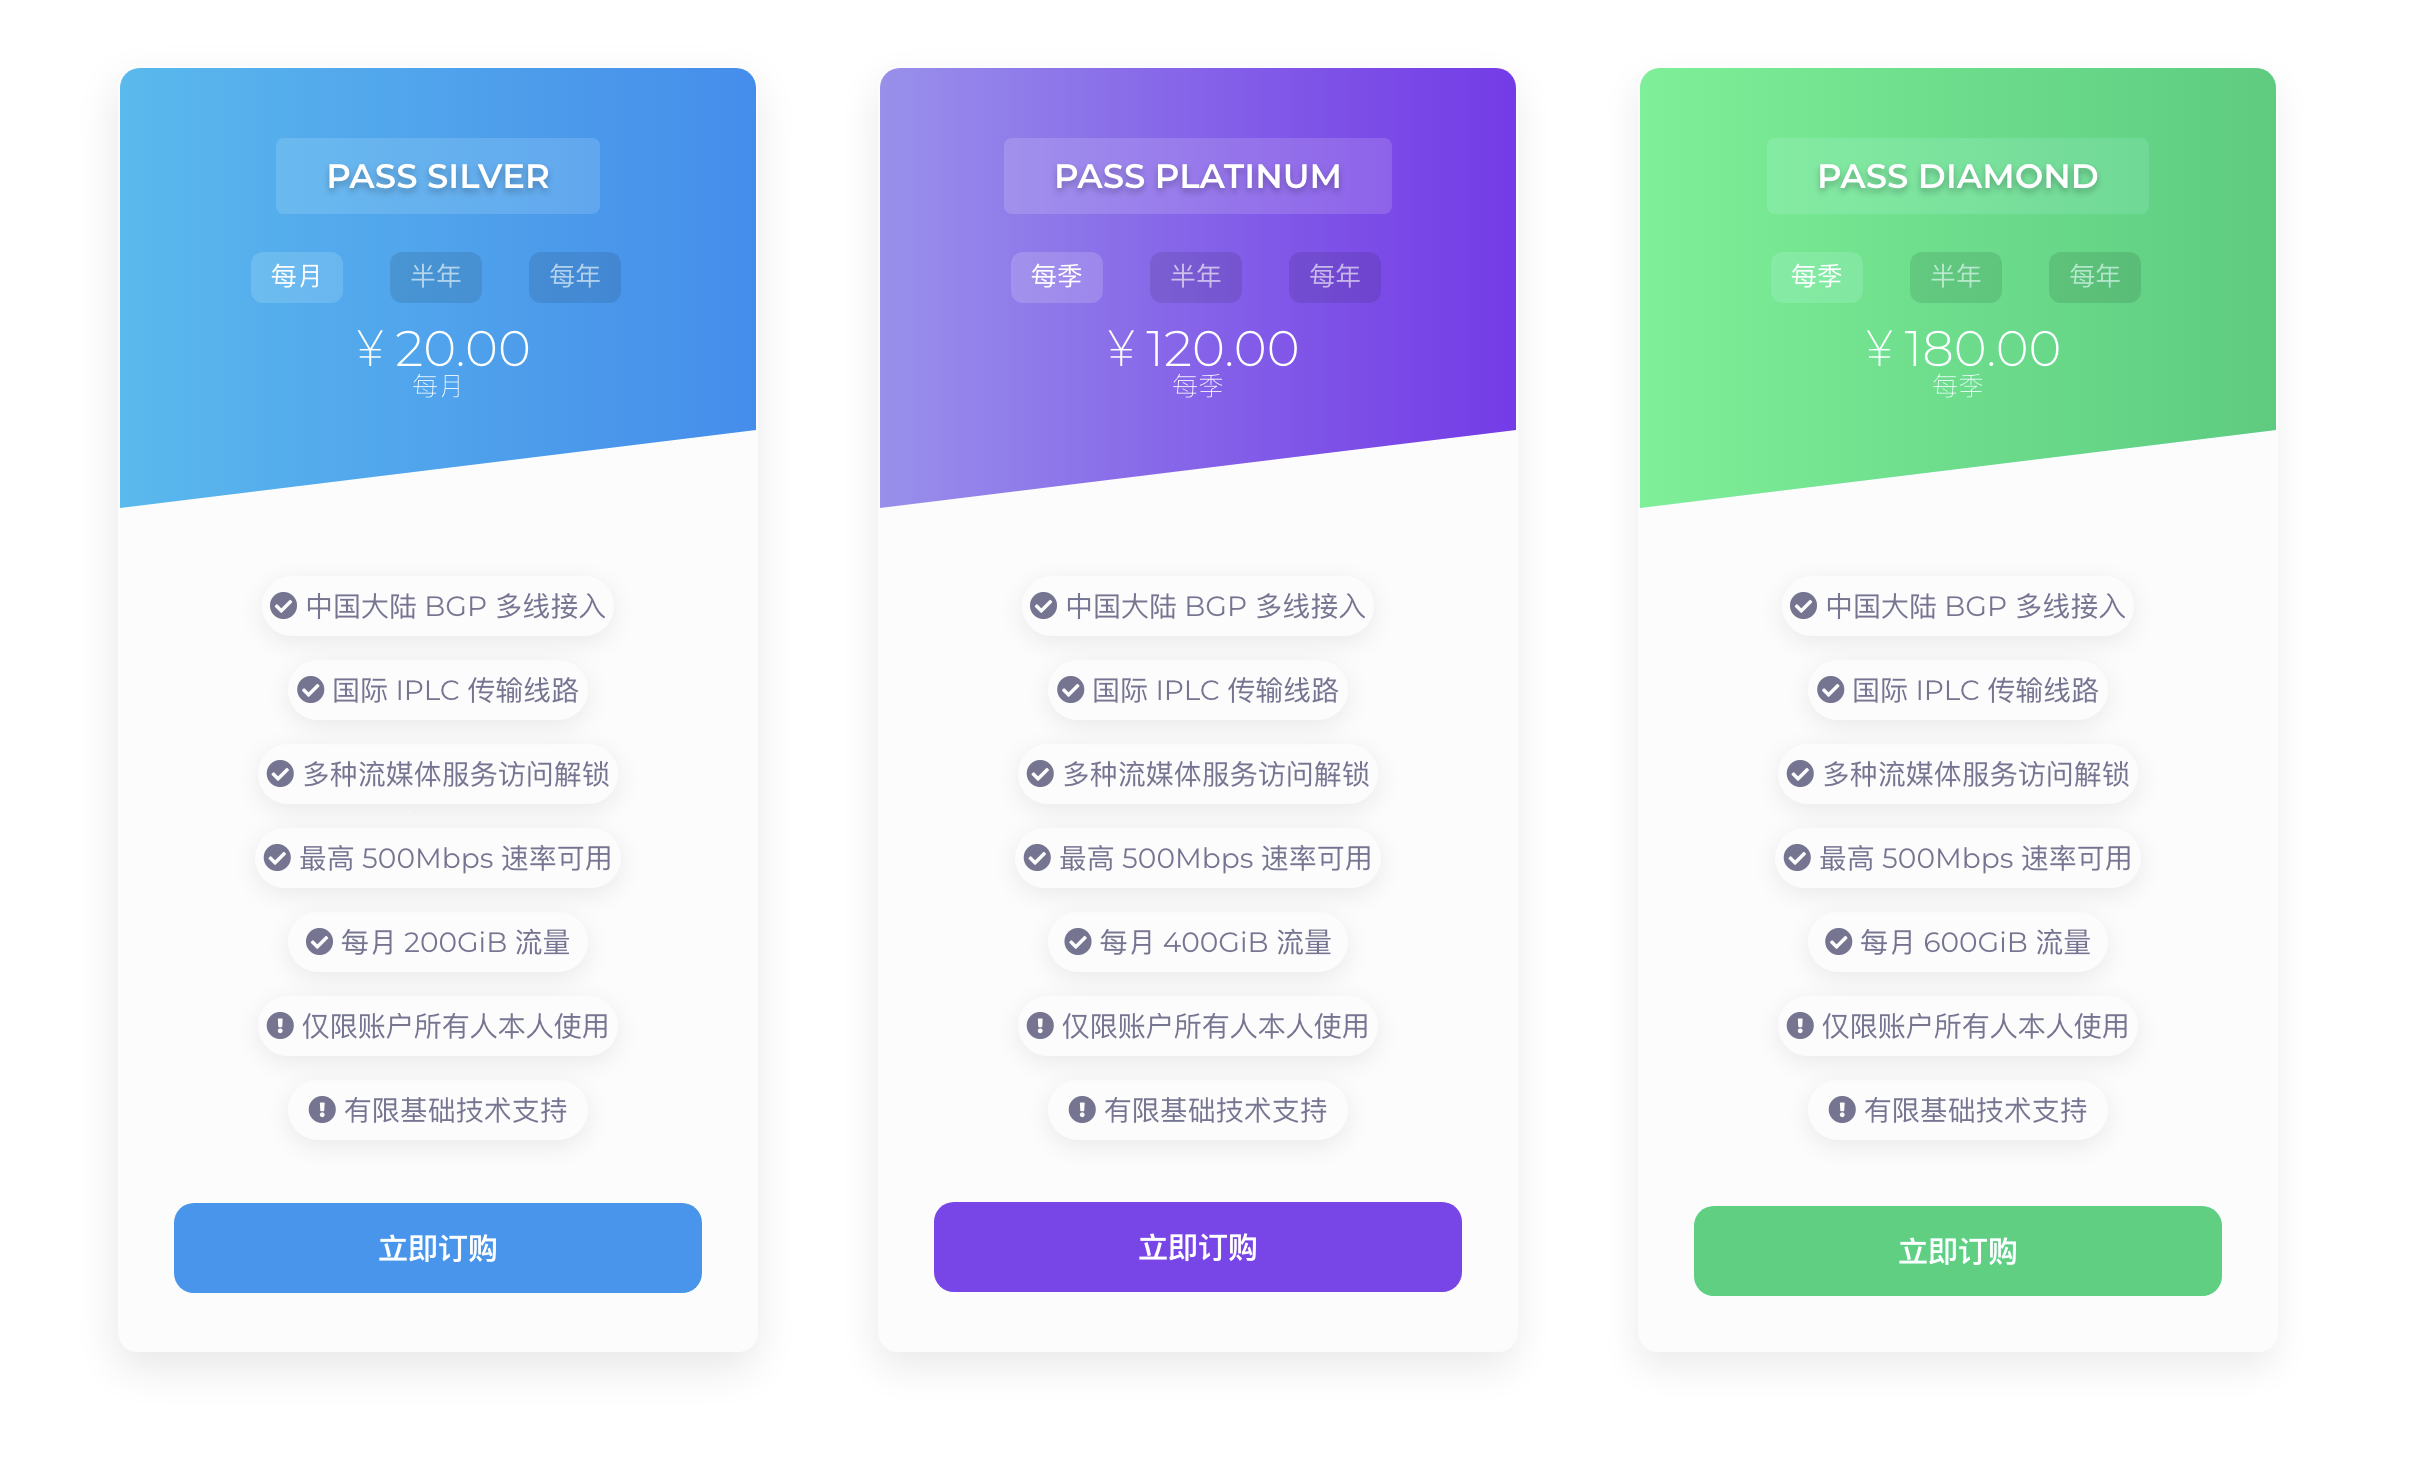 PASS SILVER
每月
半年
每年
¥ 20.00
每月
中国大陆 BGP 多线接入
国际 IPLC 传输线路
多种流媒体服务访问解锁
最高 500Mbps 速率可用
每月 200GiB 流量
仅限账户所有人本人使用
有限基础技术支持
立即订购
PASS PLATINUM
每季
半年
每年
¥ 120.00
每季
中国大陆 BGP 多线接入
国际 IPLC 传输线路
多种流媒体服务访问解锁
最高 500Mbps 速率可用
每月 400GiB 流量
仅限账户所有人本人使用
有限基础技术支持
立即订购
PASS DIAMOND
每季
半年
每年
¥ 180.00
每季
中国大陆 BGP 多线接入
国际 IPLC 传输线路
多种流媒体服务访问解锁
最高 500Mbps 速率可用
每月 600GiB 流量
仅限账户所有人本人使用
有限基础技术支持
立即订购